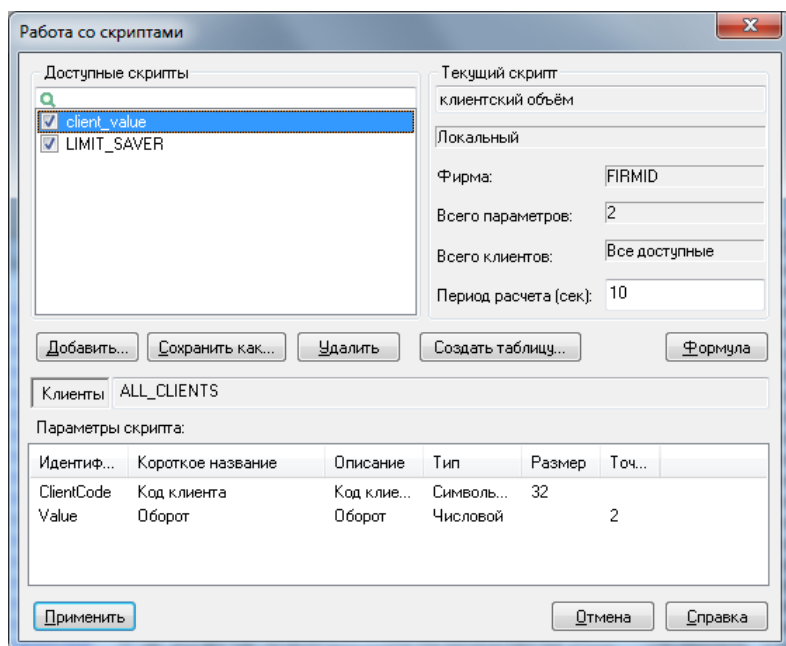 Работа со скриптами
Доступные скрипты
client_value
LIMIT_SAVER
Текущий скрипт
клиентский объём
Локальный
Фирма: FIRMID
Всего параметров: 2
Всего клиентов: Все доступные
Период расчета (сек): 10
Добавить... Сохранить как... Удалить Создать таблицу... Формула
Клиенты ALL_CLIENTS
Параметры скрипта:
Идентиф... Короткое название Описание Тип Размер Точ...
ClientCode Код клиента Код клие... Символь... 32
Value Оборот Оборот Числовой 2
Применить Отмена Справка